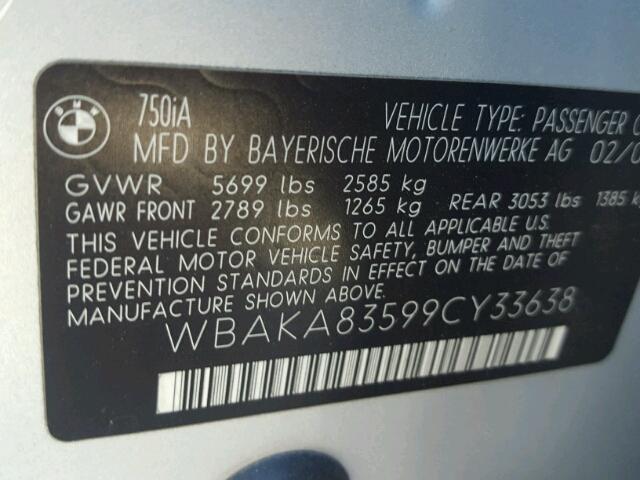 BMW
750iA VEHICLE TYPE: PASSENGER
MFD BY BAYERISCHE MOTORENWERKE AG 02/0
GVWR 5699 lbs 2585 kg
GAWR FRONT 2789 lbs 1265 kg REAR 3053 lbs 1385 kg
THIS VEHICLE CONFORMS TO ALL APPLICABLE U.S.
FEDERAL MOTOR VEHICLE SAFETY, BUMPER AND THEFT
PREVENTION STANDARDS IN EFFECT ON THE DATE OF
MANUFACTURE SHOWN ABOVE.
WBAKA83599CY33638